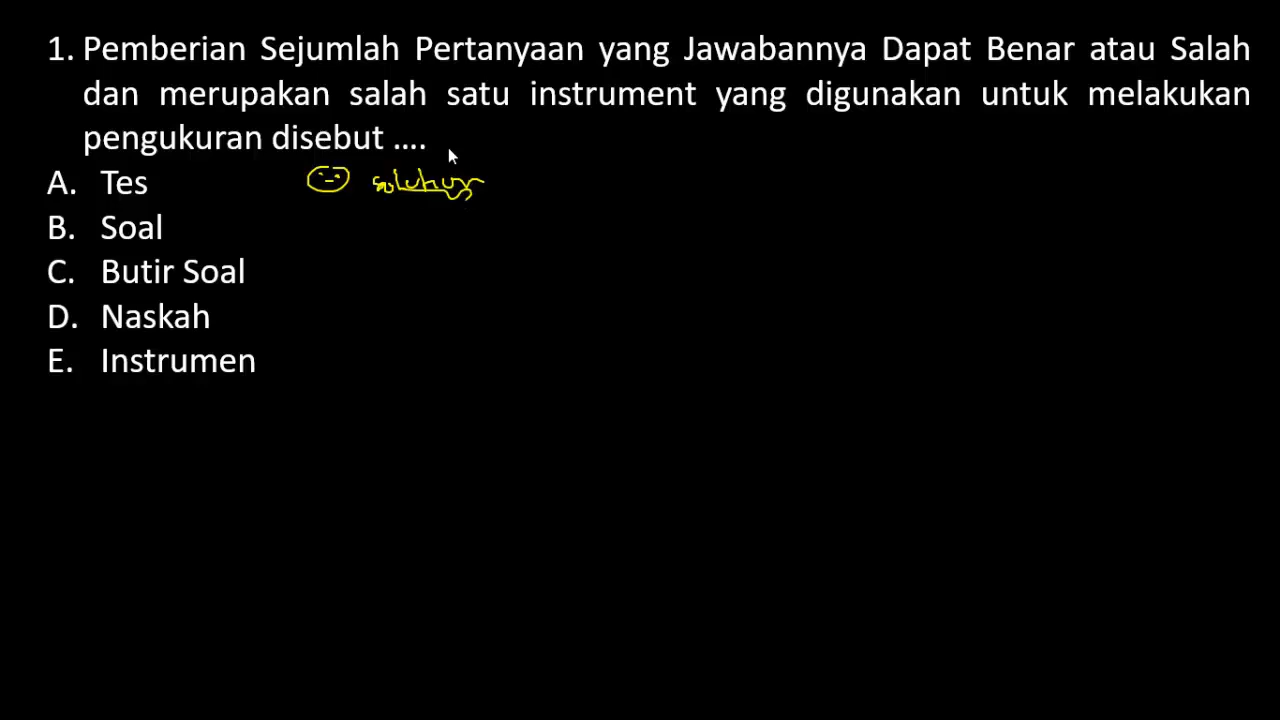 1. Pemberian Sejumlah Pertanyaan yang Jawabannya Dapat Benar atau Salah
dan merupakan salah satu instrument yang digunakan untuk melakukan
pengukuran disebut ....
A. Tes
B. Soal
C. Butir Soal
D. Naskah
E. Instrumen